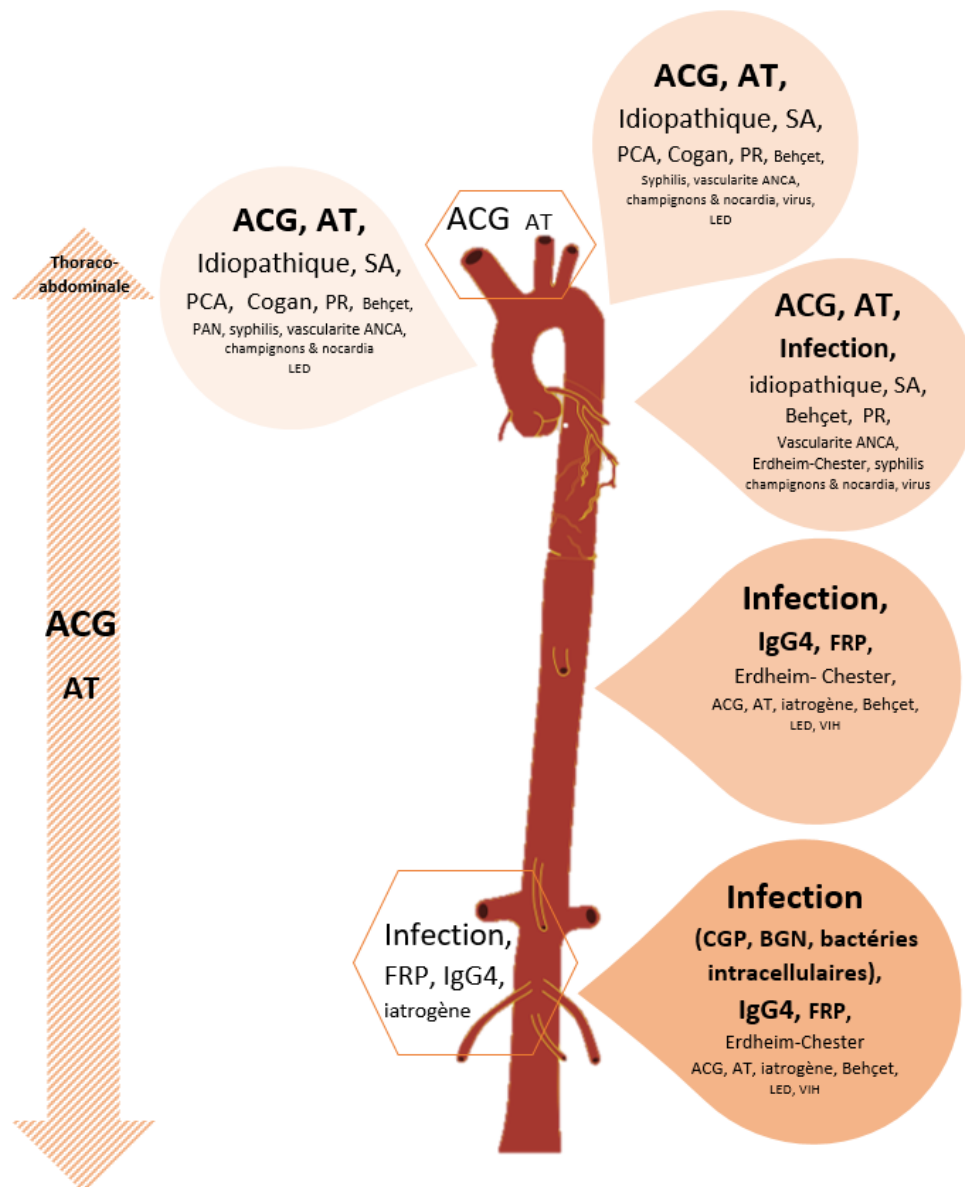 ACG, AT,
Idiopathique, SA,
PCA, Cogan, PR, Behçet,
Syphilis, vascularite ANCA,
champignons & nocardia, virus,
LED
ACG AT
ACG, AT,
Idiopathique, SA,
PCA, Cogan, PR, Behçet,
PAN, syphilis, vascularite ANCA,
champignons & nocardia
LED
Thoraco-
abdominale
ACG, AT,
Infection,
idiopathique, SA,
Behçet, PR,
Vascularite ANCA,
Erdheim-Chester, syphilis
champignons & nocardia, virus
ACG
AT
Infection,
IgG4, FRP,
Erdheim- Chester,
ACG, AT, iatrogène, Behçet,
LED, VIH
Infection,
FRP, IgG4,
iatrogène
Infection
(CGP, BGN, bactéries
intracellulaires),
IgG4, FRP,
Erdheim-Chester
ACG, AT, iatrogène, Behçet,
LED, VIH